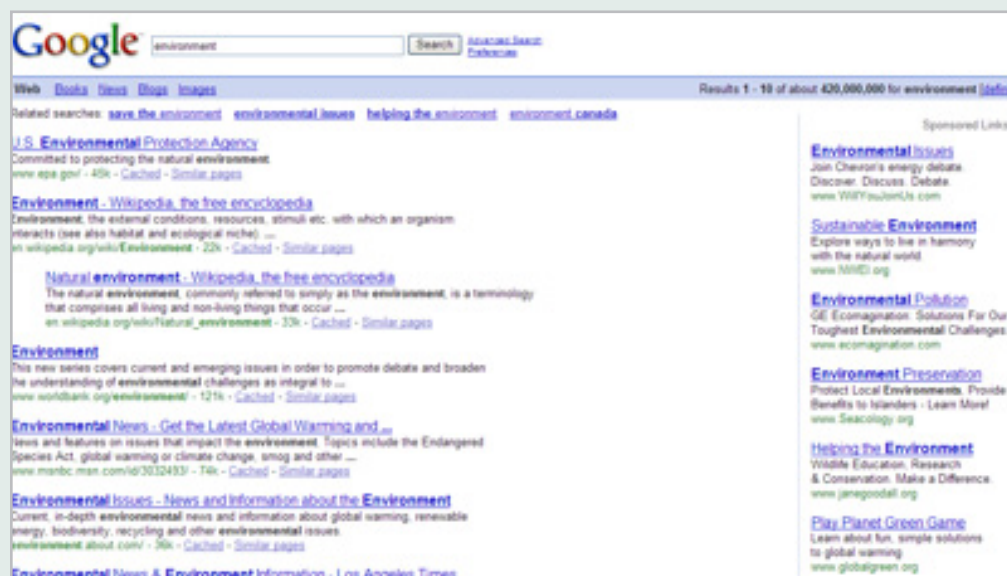 Google
environment
Search
Advanced Search
Preferences
Web Books News Blogs Images
Results 1 - 10 of about 420,000,000 for environment [defin
Related searches: save the environment environmental issues helping the environment environment canada
U.S. Environmental Protection Agency
Committed to protecting the natural environment.
www.epa.gov/ - 46k - Cached - Similar pages
Environment - Wikipedia, the free encyclopedia
Environment, the external conditions, resources, stimuli etc. with which an organism
interacts (see also habitat and ecological niche). ...
en.wikipedia.org/wiki/Environment - 22k - Cached - Similar pages
Natural environment - Wikipedia, the free encyclopedia
The natural environment, commonly referred to simply as the environment, is a terminology
that comprises all living and non-living things that occur ...
en.wikipedia.org/wiki/Natural_environment - 33k - Cached - Similar pages
Environment
This new series covers current and emerging issues in order to promote debate and broaden
the understanding of environmental challenges as integral to ...
www.worldbank.org/environment/ - 121k - Cached - Similar pages
Environmental News - Get the Latest Global Warming and ...
News and features on issues that impact the environment. Topics include the Endangered
Species Act, global warming or climate change, smog and other ...
www.msnbc.msn.com/id/3032493/ - 74k - Cached - Similar pages
Environmental Issues - News and Information about the Environment
Current, in-depth environmental news and information about global warming, renewable
energy, biodiversity, recycling and other environmental issues.
environment.about.com/ - 36k - Cached - Similar pages
Environmental News & Environment Information - Los Angeles Times
Sponsored Links
Environmental Issues
Join Chevron's energy debate.
Discover. Discuss. Debate.
www.WillYouJoinUs.com
Sustainable Environment
Explore ways to live in harmony
with the natural world.
www. .org
Environmental Pollution
GE Ecomagination: Solutions For Our
Toughest Environmental Challenges.
www.ecomagination.com
Environment Preservation
Protect Local Environments. Provide
Benefits to Islanders - Learn More!
www.Seacology.org
Helping the Environment
Wildlife Education, Research
& Conservation. Make a Difference.
www.janegoodall.org
Play Planet Green Game
Learn about fun, simple solutions
to global warming
www.globalgreen.org